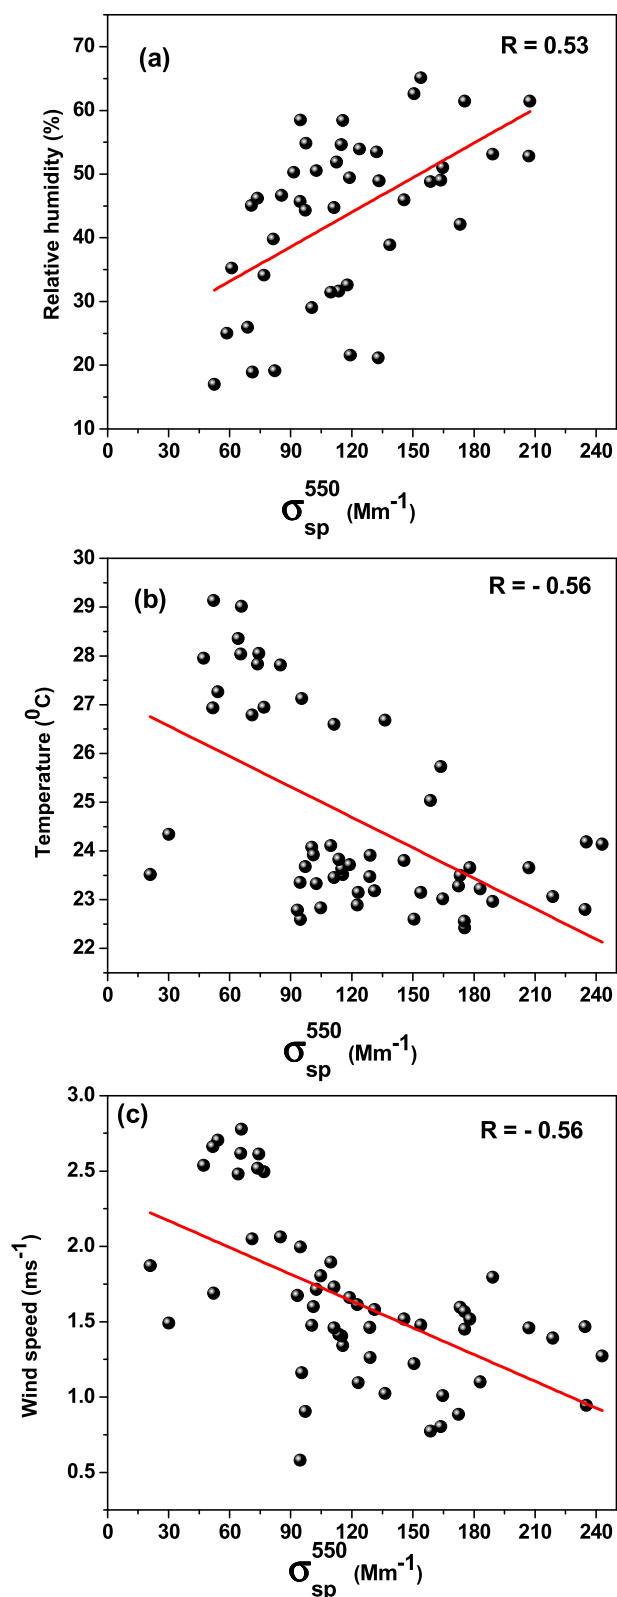 (a)
R = 0.53
Relative humidity (%)
70
60
50
40
30
20
10
0 30 60 90 120 150 180 210 240
σsp550 (Mm-1)
(b)
R = - 0.56
Temperature (0C)
30
29
28
27
26
25
24
23
22
0 30 60 90 120 150 180 210 240
σsp550 (Mm-1)
(c)
R = - 0.56
Wind speed (ms-1)
3.0
2.5
2.0
1.5
1.0
0.5
0 30 60 90 120 150 180 210 240
σsp550 (Mm-1)